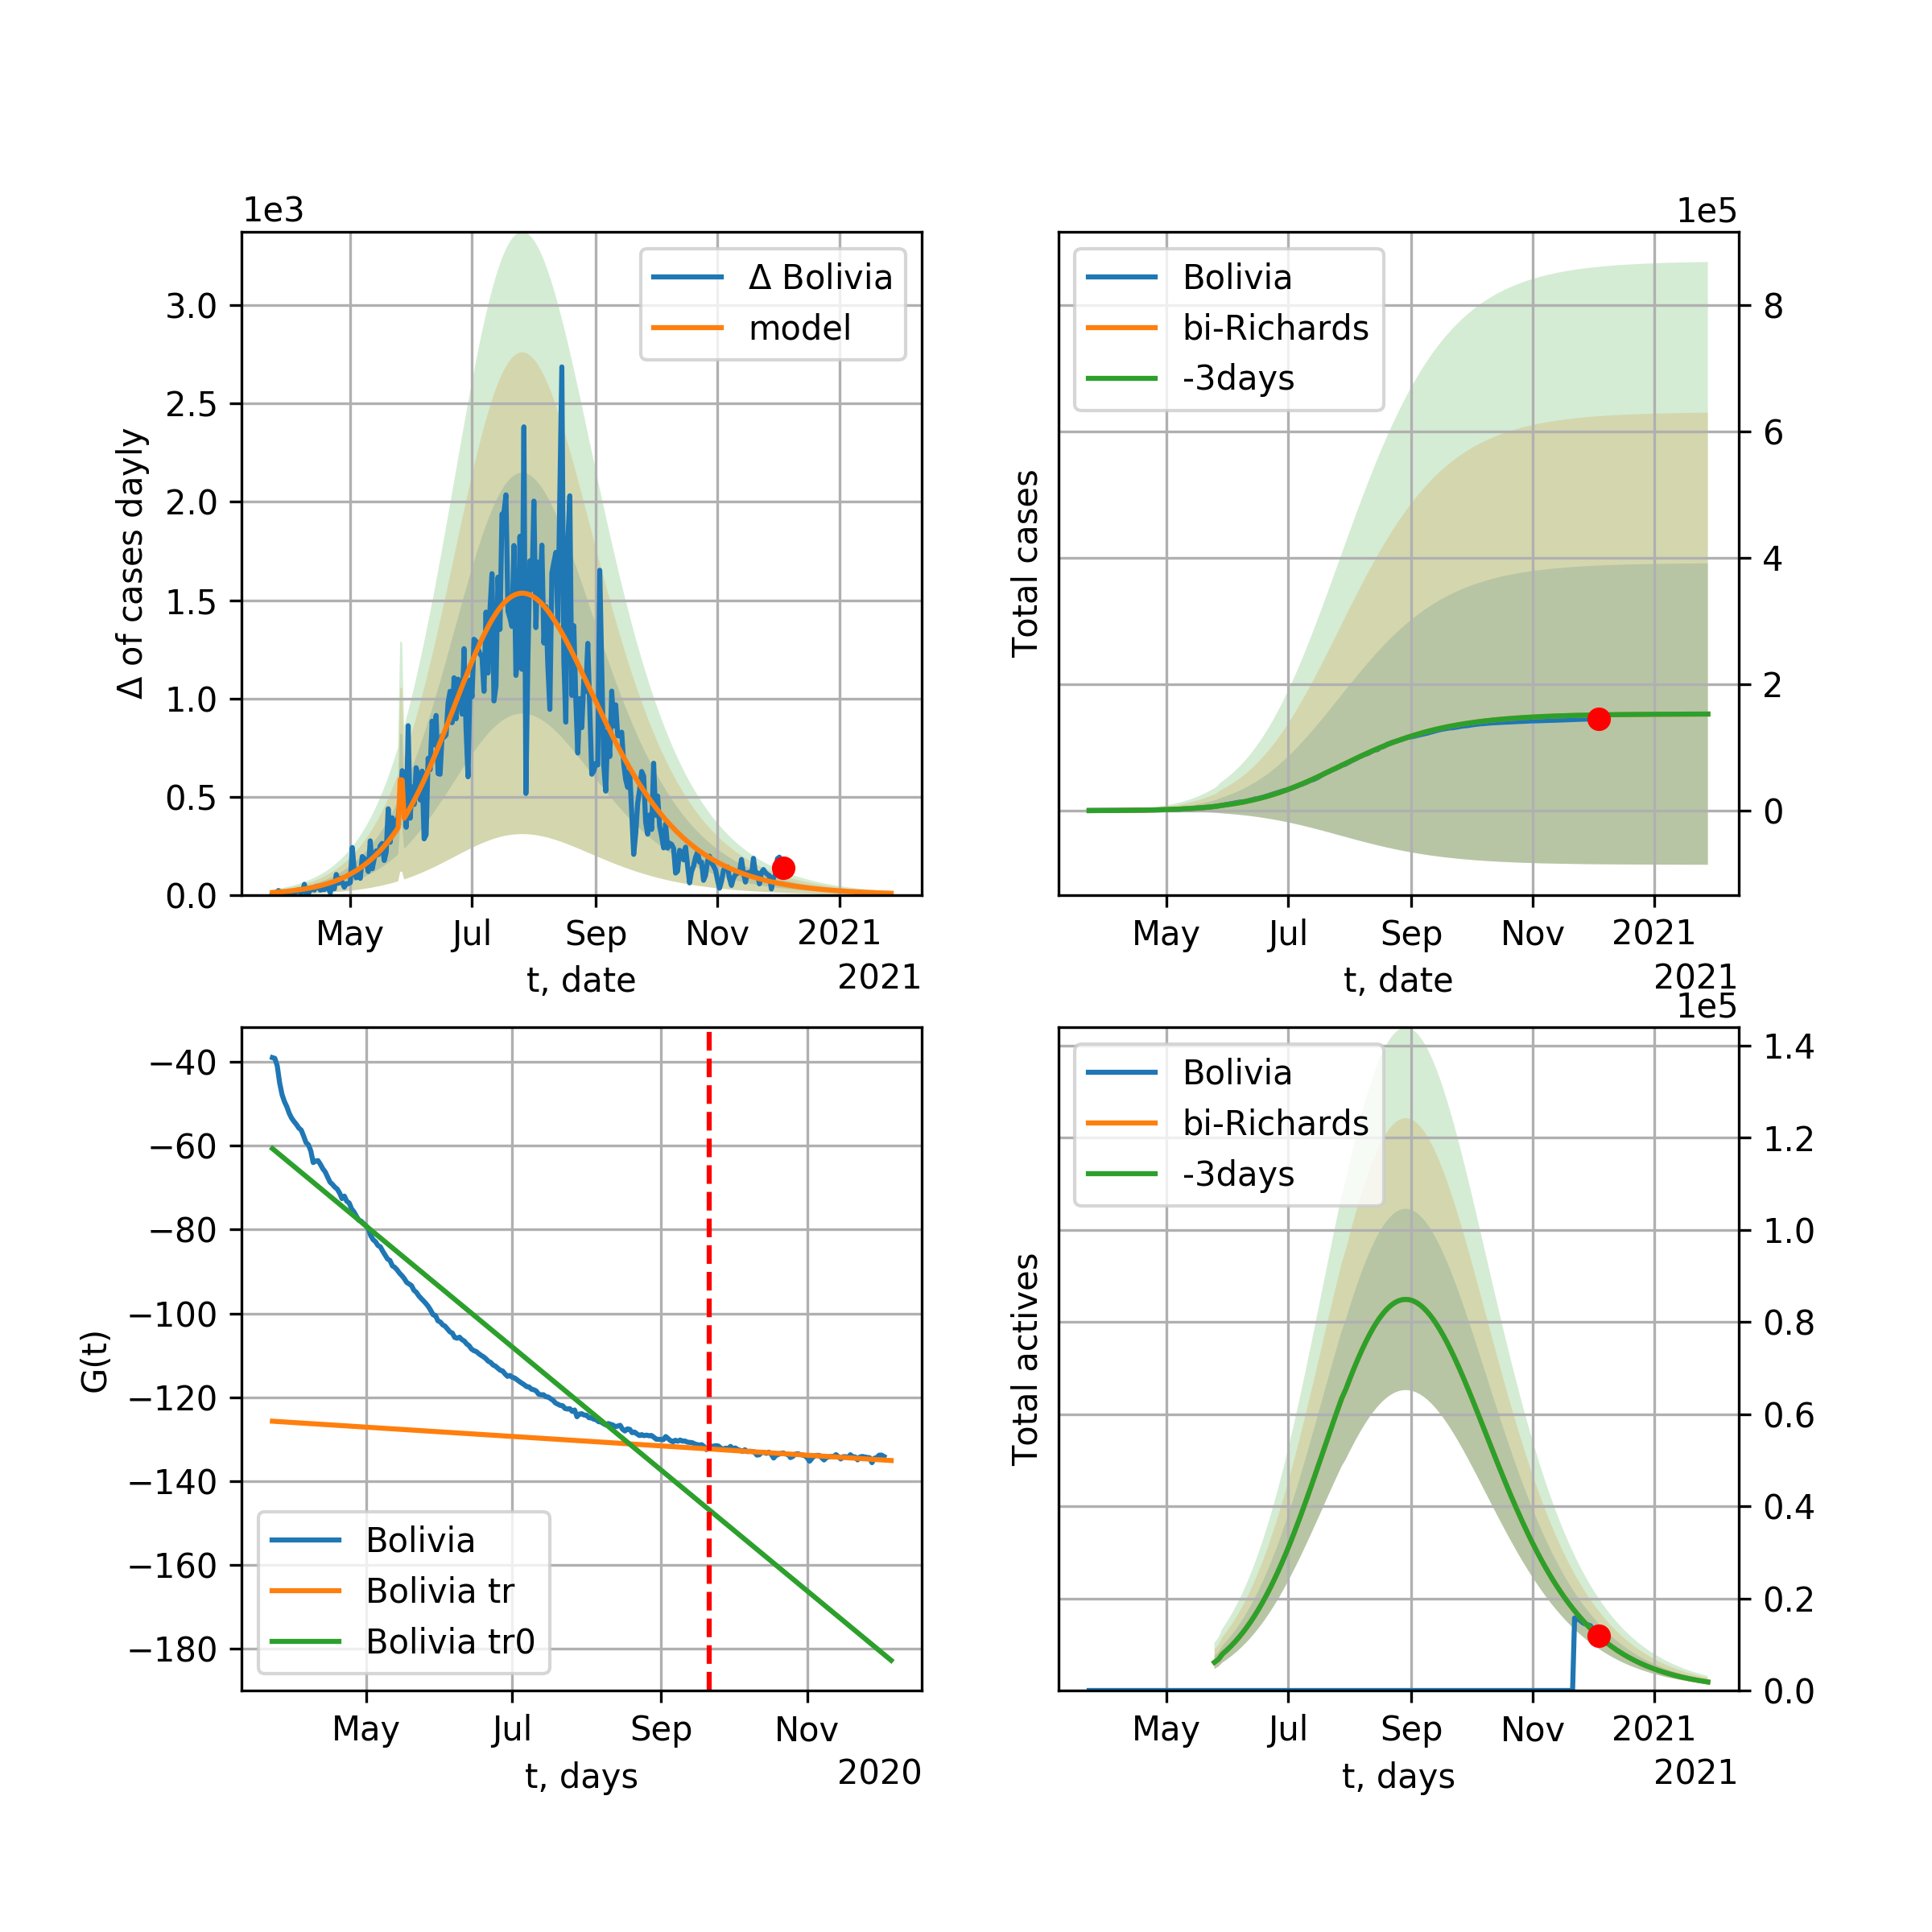 1e3
Δ of cases dayly
3.0
2.5
2.0
1.5
1.0
0.5
0.0
Δ Bolivia
model
May Jul Sep Nov 2021
t, date
2021
1e5
Total cases
Bolivia
bi-Richards
-3days
8
6
4
2
0
May Jul Sep Nov 2021
t, date
2021
G(t)
−40
−60
−80
−100
−120
−140
−160
−180
Bolivia
Bolivia tr
Bolivia tr0
May Jul Sep Nov
t, days
2020
1e5
Total actives
Bolivia
bi-Richards
-3days
1.4
1.2
1.0
0.8
0.6
0.4
0.2
0.0
May Jul Sep Nov 2021
t, days
2021